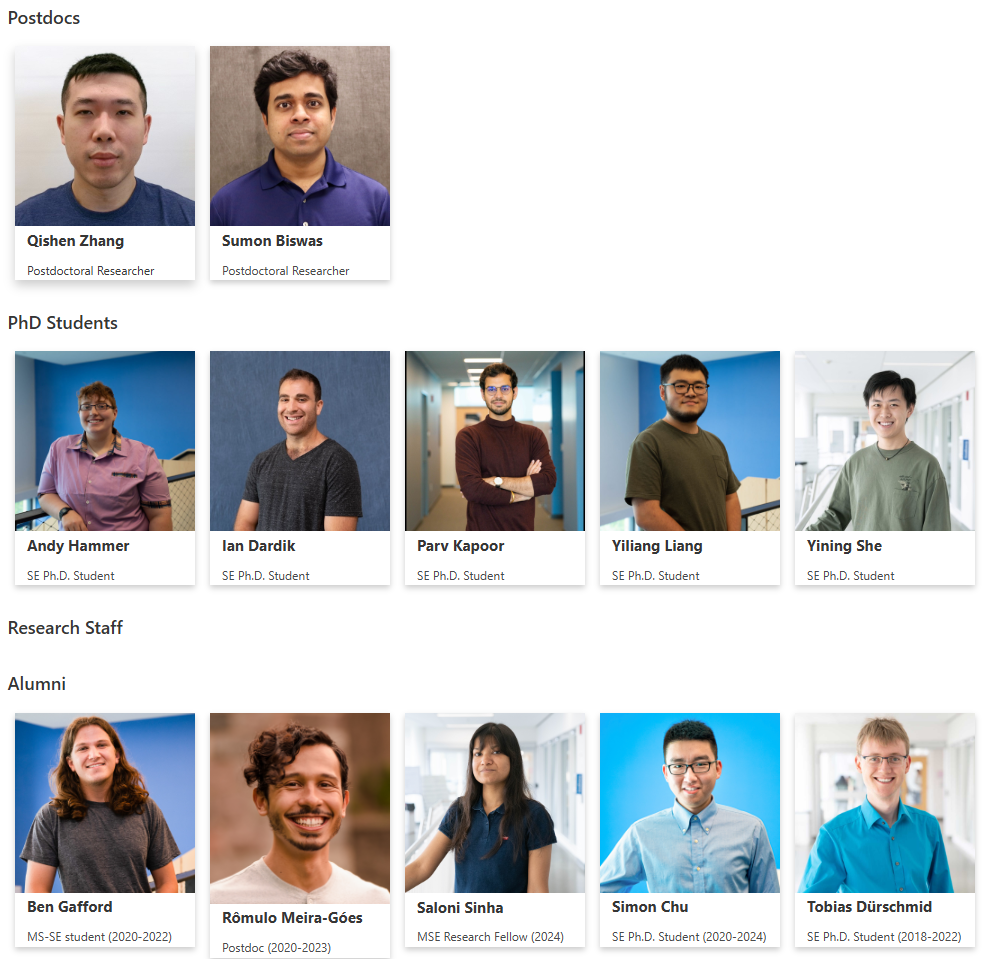 Postdocs
Qishen Zhang
Postdoctoral Researcher
Sumon Biswas
Postdoctoral Researcher
PhD Students
Andy Hammer
SE Ph.D. Student
Ian Dardik
SE Ph.D. Student
Parv Kapoor
SE Ph.D. Student
Yiliang Liang
SE Ph.D. Student
Yining She
SE Ph.D. Student
Research Staff
Alumni
Ben Gafford
MS-SE student (2020-2022)
Rômulo Meira-Góes
Postdoc (2020-2023)
Saloni Sinha
MSE Research Fellow (2024)
Simon Chu
SE Ph.D. Student (2020-2024)
Tobias Dürschmid
SE Ph.D. Student (2018-2022)